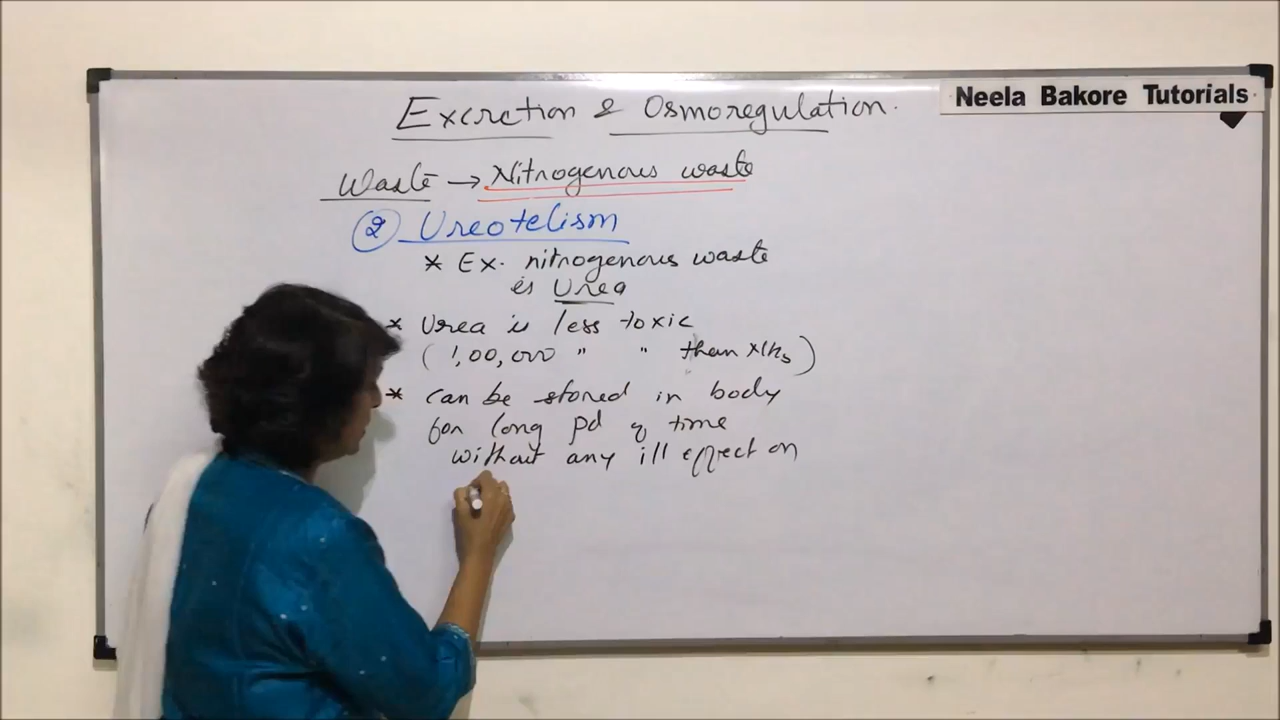 Neela Bakore Tutorials
Excretion & Osmoregulation.
Waste → Nitrogenous waste
② Ureotelism
* Ex. nitrogenous waste
is Urea
* Urea is less toxic
( 1,00,000 " " than NH3 )
* Can be stored in body
for long pd of time
without any ill effect on